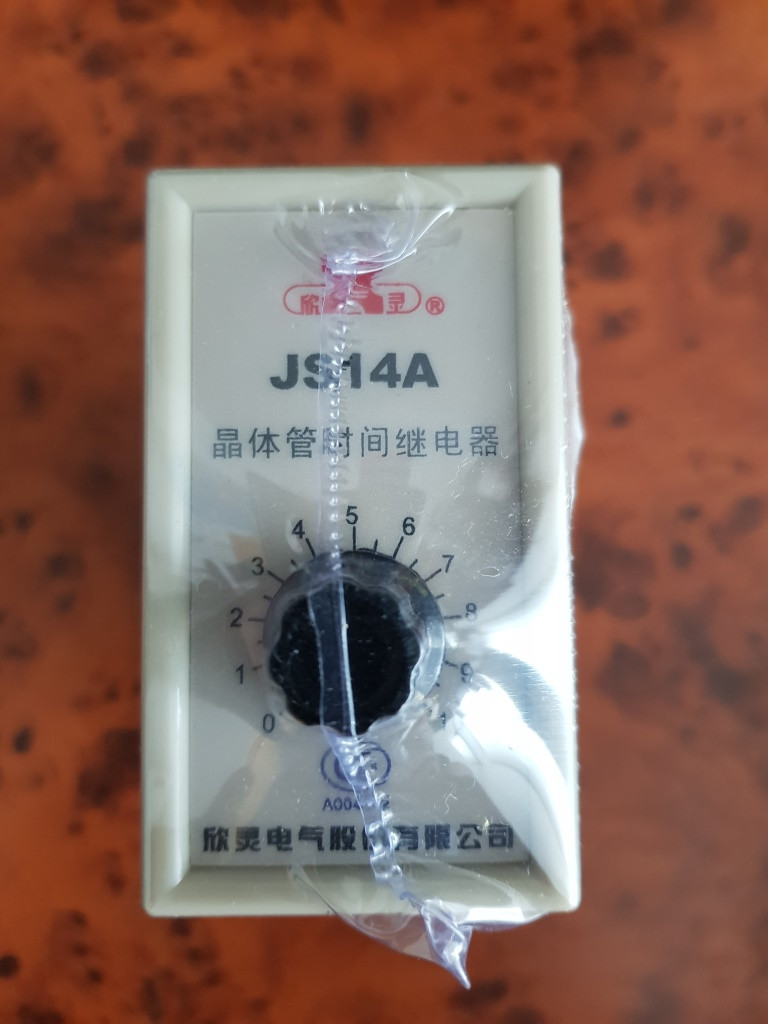 欣灵®
JS14A
晶体管时间继电器
0 1 2 3 4 5 6 7 8 9
欣灵电气股份有限公司